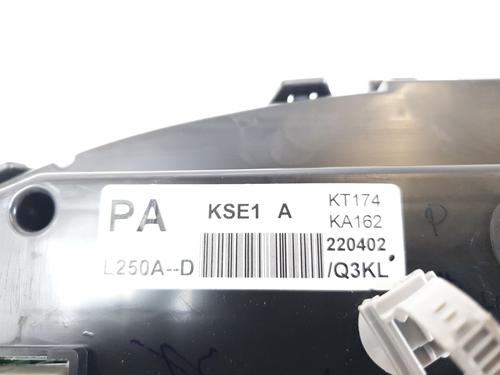 PA KSE1 A KT174
KA162
220402
L250A--D /Q3KL
P